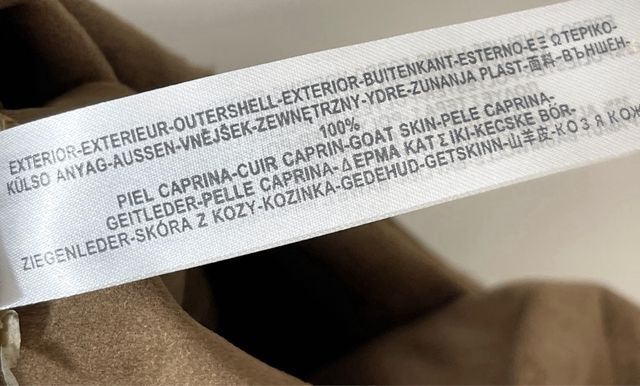 EXTERIOR-EXTERIEUR-OUTERSHELL-EXTERIOR-BUITENKANT-ESTERNO-ΕΞΩΤΕΡΙΚΟ-
KÜLSO ANYAG-AUSSEN-VNĚJŠEK-ZEWNĘTRZNY-YDRE-ZUNANJA PLAST-面料-ВЪНШЕН-
100%
PIEL CAPRINA-CUIR CAPRIN-GOAT SKIN-PELE CAPRINA-
GEITLEDER-PELLE CAPRINA-ΔΕΡΜΑ ΚΑΤΣΙΚΙ-KECSKE BÖR-
ZIEGENLEDER-SKÓRA Z KOZY-KOZINKA-GEDEHUD-GETSKINN-山羊皮-КОЗЯ КОЖ